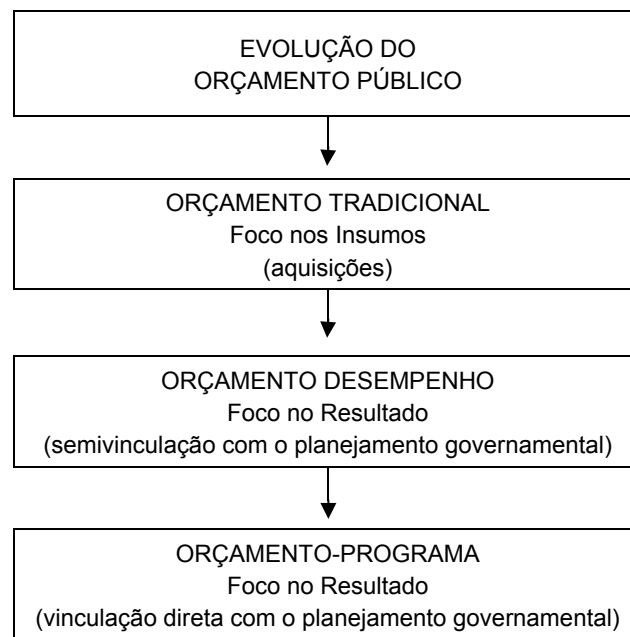 EVOLUÇÃO DO
ORÇAMENTO PÚBLICO
ORÇAMENTO TRADICIONAL
Foco nos Insumos
(aquisições)
ORÇAMENTO DESEMPENHO
Foco no Resultado
(semivinculação com o planejamento governamental)
ORÇAMENTO-PROGRAMA
Foco no Resultado
(vinculação direta com o planejamento governamental)